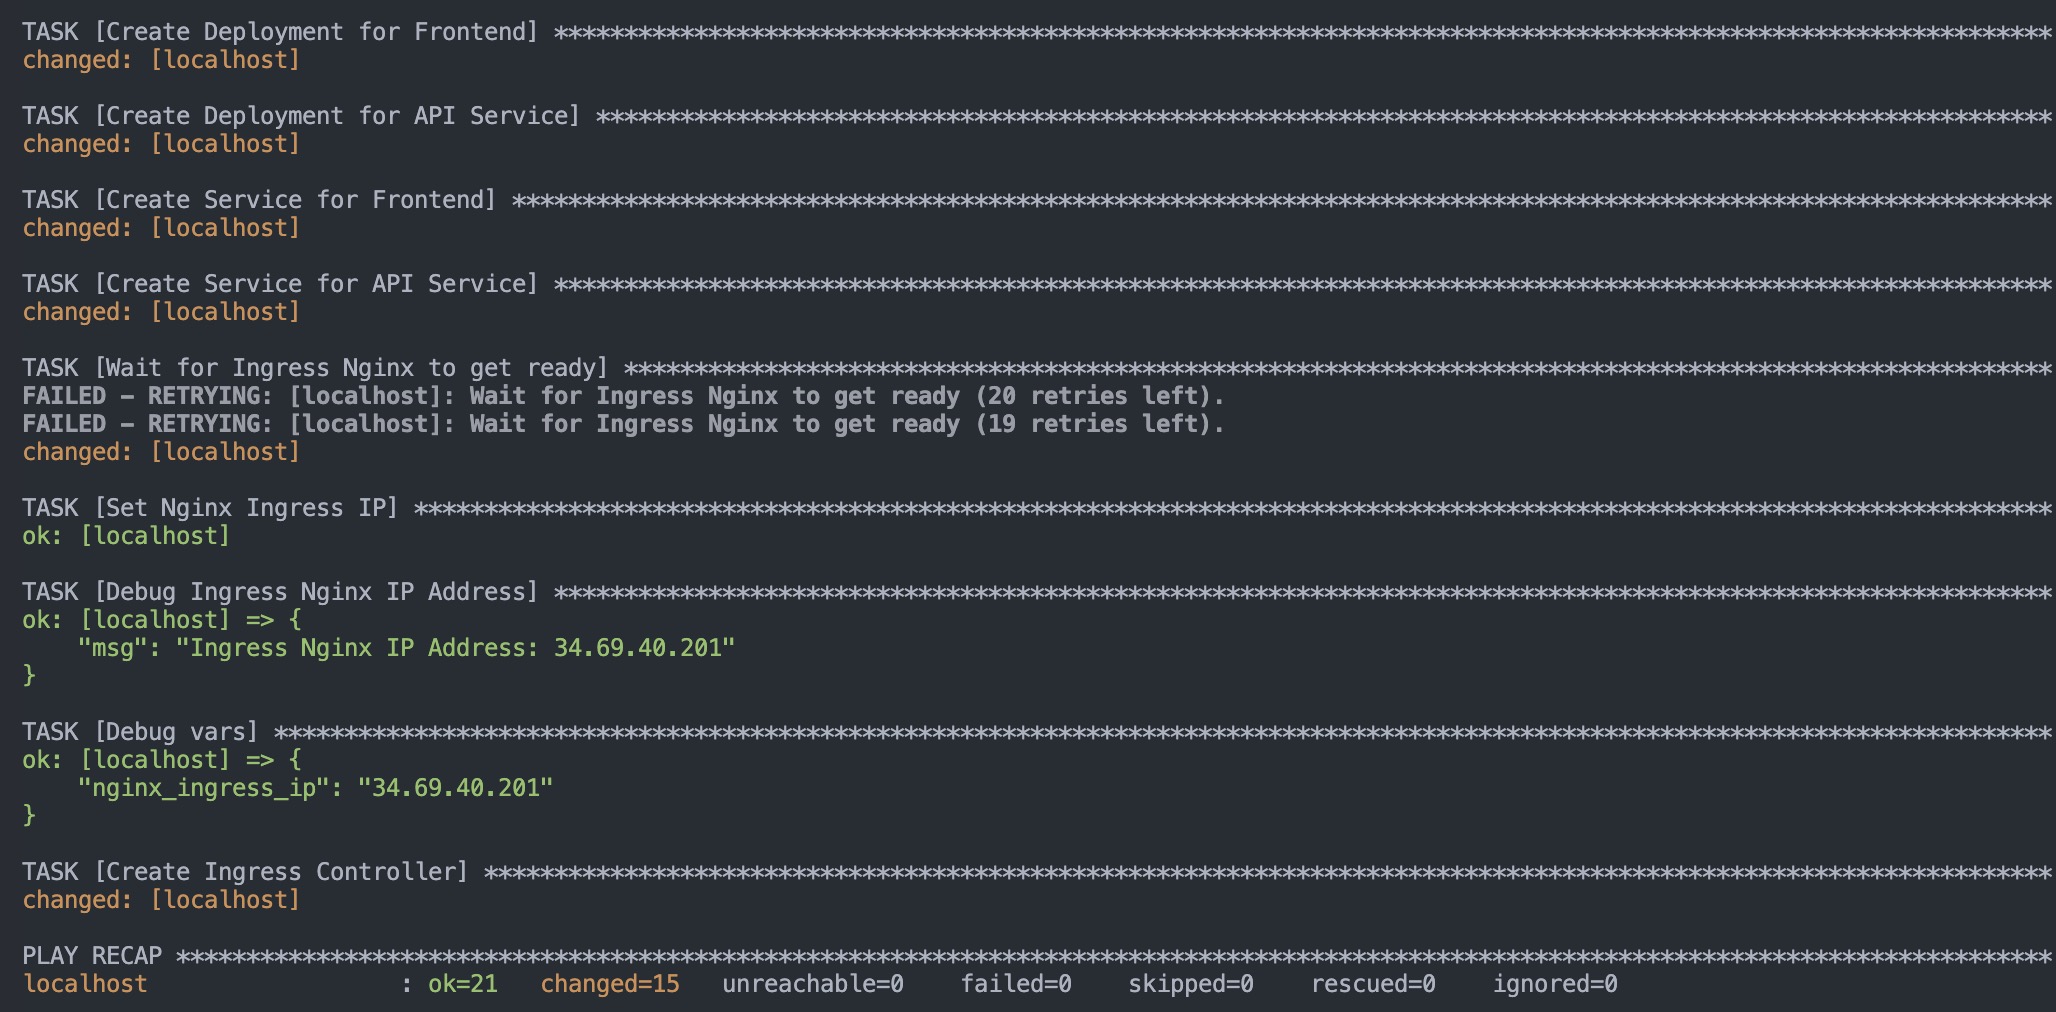 TASK [Create Deployment for Frontend] ***********************************************************************************************************
changed: [localhost]
TASK [Create Deployment for API Service] ********************************************************************************************************
changed: [localhost]
TASK [Create Service for Frontend] **************************************************************************************************************
changed: [localhost]
TASK [Create Service for API Service] ***********************************************************************************************************
changed: [localhost]
TASK [Wait for Ingress Nginx to get ready] ******************************************************************************************************
FAILED - RETRYING: [localhost]: Wait for Ingress Nginx to get ready (20 retries left).
FAILED - RETRYING: [localhost]: Wait for Ingress Nginx to get ready (19 retries left).
changed: [localhost]
TASK [Set Nginx Ingress IP] *********************************************************************************************************************
ok: [localhost]
TASK [Debug Ingress Nginx IP Address] ***********************************************************************************************************
ok: [localhost] => {
    "msg": "Ingress Nginx IP Address: 34.69.40.201"
}
TASK [Debug vars] *******************************************************************************************************************************
ok: [localhost] => {
    "nginx_ingress_ip": "34.69.40.201"
}
TASK [Create Ingress Controller] ****************************************************************************************************************
changed: [localhost]
PLAY RECAP **************************************************************************************************************************************
localhost                  : ok=21   changed=15   unreachable=0    failed=0    skipped=0    rescued=0    ignored=0